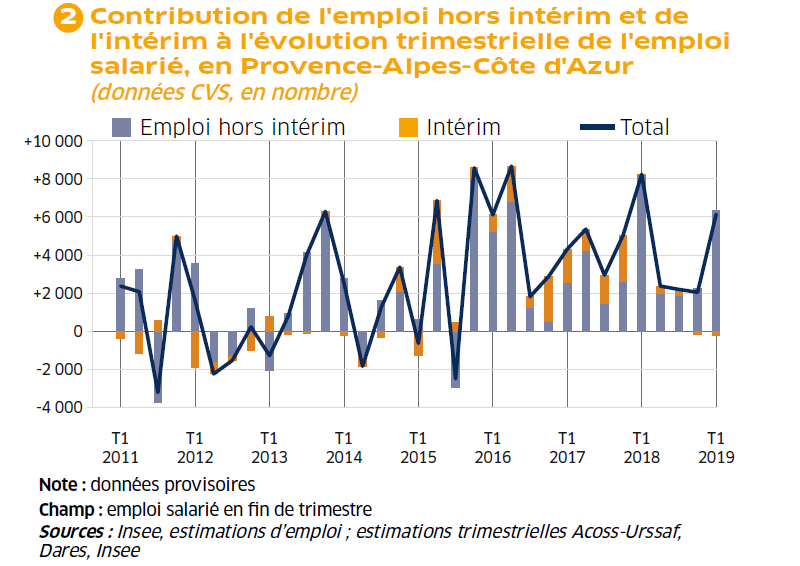 2 Contribution de l'emploi hors intérim et de
l'intérim à l'évolution trimestrielle de l'emploi
salarié, en Provence-Alpes-Côte d'Azur
(données CVS, en nombre)
Emploi hors intérim Intérim Total
+10 000
+8 000
+6 000
+4 000
+2 000
0
-2 000
-4 000
T1 T1 T1 T1 T1 T1 T1 T1 T1
2011 2012 2013 2014 2015 2016 2017 2018 2019
Note : données provisoires
Champ : emploi salarié en fin de trimestre
Sources : Insee, estimations d'emploi ; estimations trimestrielles Acoss-Urssaf,
Dares, Insee